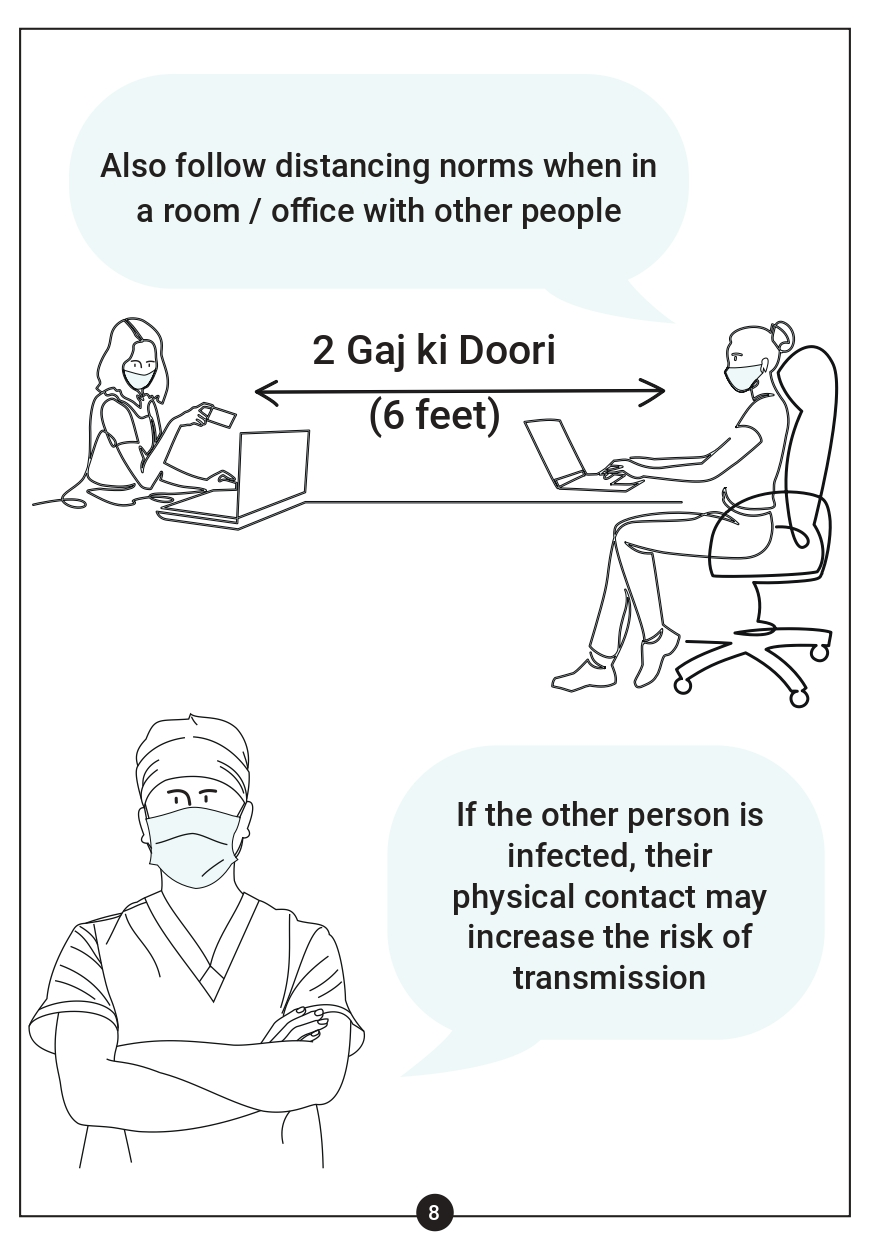 Also follow distancing norms when in
a room / office with other people
2 Gaj ki Doori
(6 feet)
If the other person is
infected, their
physical contact may
increase the risk of
transmission
8